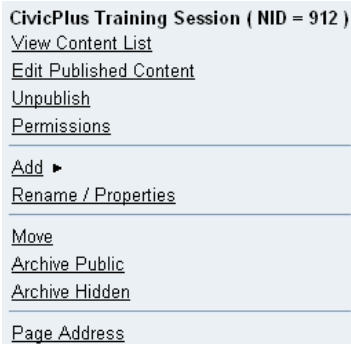 CivicPlus Training Session ( NID = 912 )
View Content List
Edit Published Content
Unpublish
Permissions
Add ►
Rename / Properties
Move
Archive Public
Archive Hidden
Page Address